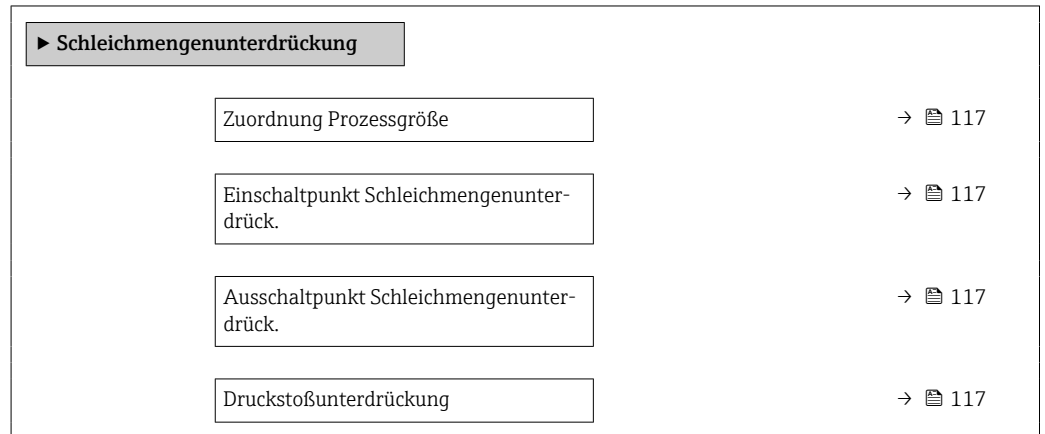 ▶ Schleichmengenunterdrückung
Zuordnung Prozessgröße → 117
Einschaltpunkt Schleichmengenunter-
drück. → 117
Ausschaltpunkt Schleichmengenunter-
drück. → 117
Druckstoßunterdrückung → 117